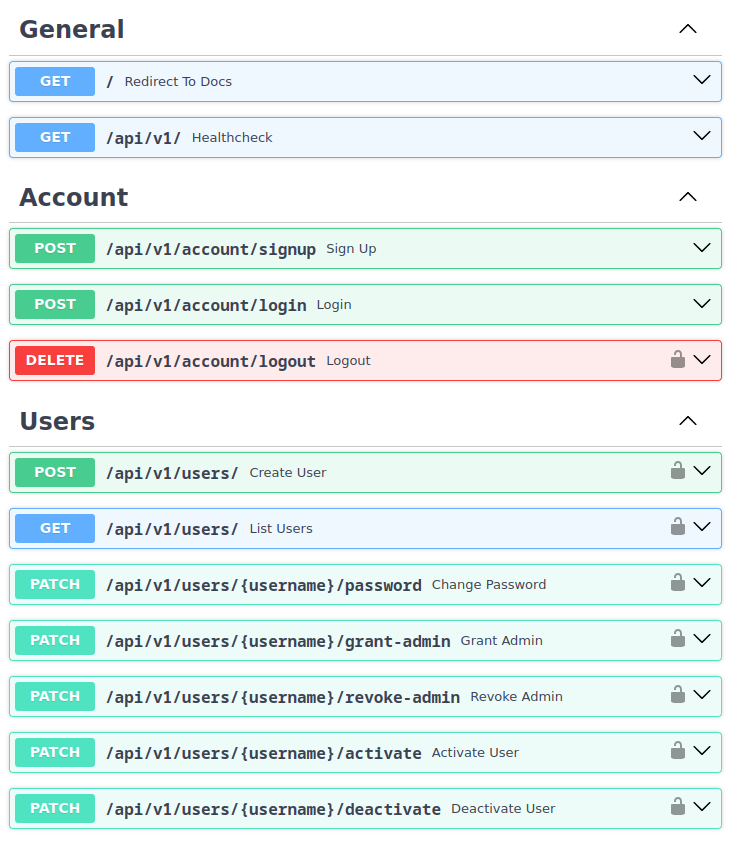 General
GET / Redirect To Docs
GET /api/v1/ Healthcheck
Account
POST /api/v1/account/signup Sign Up
POST /api/v1/account/login Login
DELETE /api/v1/account/logout Logout
Users
POST /api/v1/users/ Create User
GET /api/v1/users/ List Users
PATCH /api/v1/users/{username}/password Change Password
PATCH /api/v1/users/{username}/grant-admin Grant Admin
PATCH /api/v1/users/{username}/revoke-admin Revoke Admin
PATCH /api/v1/users/{username}/activate Activate User
PATCH /api/v1/users/{username}/deactivate Deactivate User